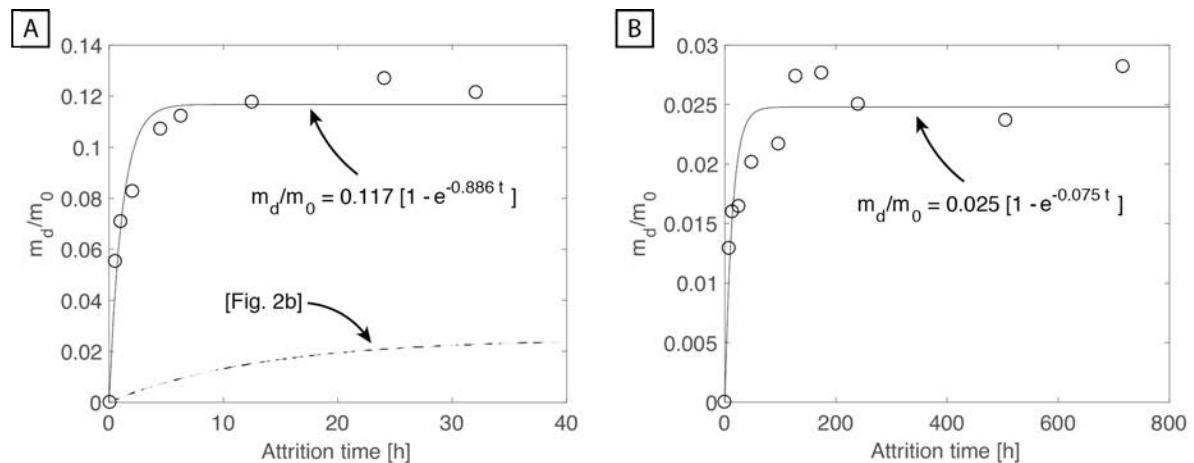 A
0.14
0.12
0.1
0.08
0.06
0.04
0.02
0
m_d/m_0
m_d/m_0 = 0.117 [1 - e^-0.886 t ]
[Fig. 2b]
0 10 20 30 40
Attrition time [h]
B
0.03
0.025
0.02
0.015
0.01
0.005
0
m_d/m_0
m_d/m_0 = 0.025 [1 - e^-0.075 t ]
0 200 400 600 800
Attrition time [h]